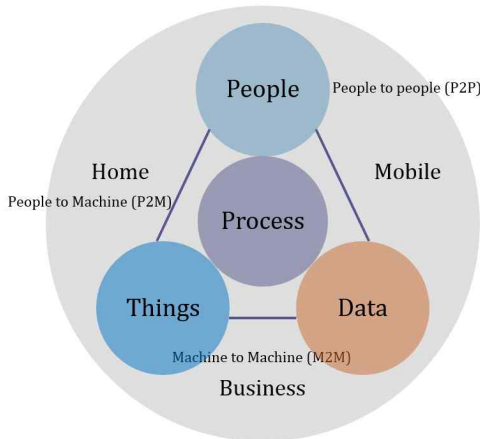 People
People to people (P2P)
Home
Mobile
People to Machine (P2M)
Process
Things
Data
Machine to Machine (M2M)
Business